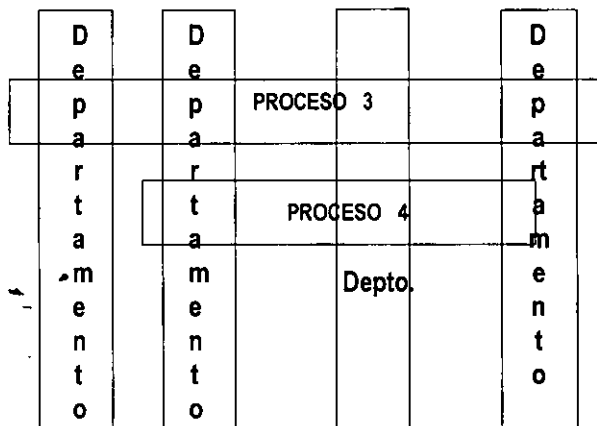 Departamento
Departamento
Departamento
PROCESO 3
PROCESO 4
Depto.